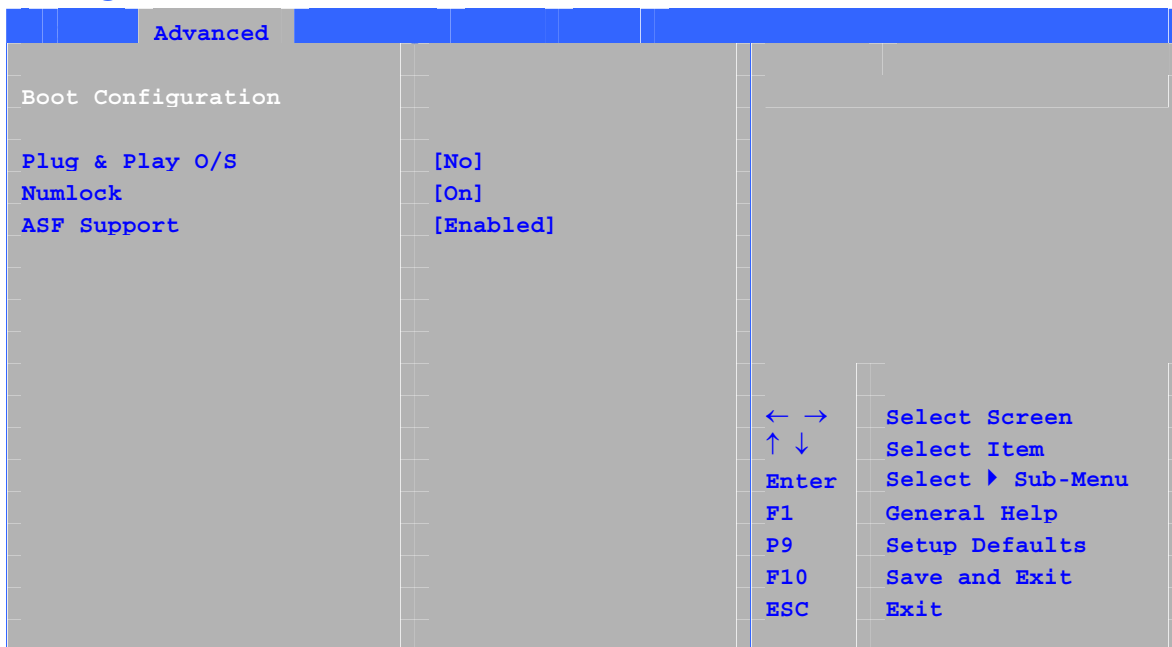 Advanced
Boot Configuration
Plug & Play O/S [No]
Numlock [On]
ASF Support [Enabled]
← → Select Screen
↑ ↓ Select Item
Enter Select ▶ Sub-Menu
F1 General Help
P9 Setup Defaults
F10 Save and Exit
ESC Exit